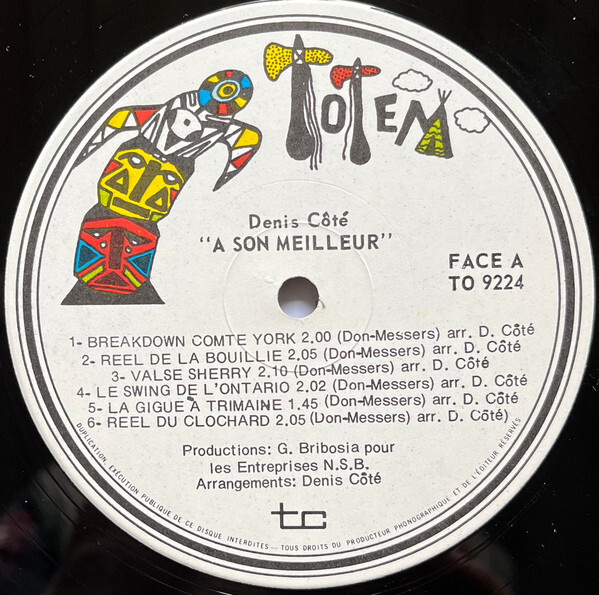 TOTEM
Denis Côté
"A SON MEILLEUR"
FACE A
TO 9224
1- BREAKDOWN COMTE YORK 2.00 (Don-Messers) arr. D. Côté
2- REEL DE LA BOUILLIE 2.05 (Don-Messers) arr. D. Côté
3- VALSE SHERRY 2.10 (Don-Messers) arr. D. Côté
4- LE SWING DE L'ONTARIO 2.02 (Don-Messers) arr. D. Côté
5- LA GIGUE À TRIMAINE 1.45 (Don-Messers) arr. D. Côté)
6- REEL DU CLOCHARD 2.05 (Don-Messers) arr. D. Côté)
Productions: G. Bribosia pour
les Entreprises N.S.B.
Arrangements: Denis Côté
tc
DUPLICATION, EXÉCUTION PUBLIQUE DE CE DISQUE INTERDITES — TOUS DROITS DU PRODUCTEUR PHONOGRAPHIQUE ET DE L'ÉDITEUR RÉSERVÉS